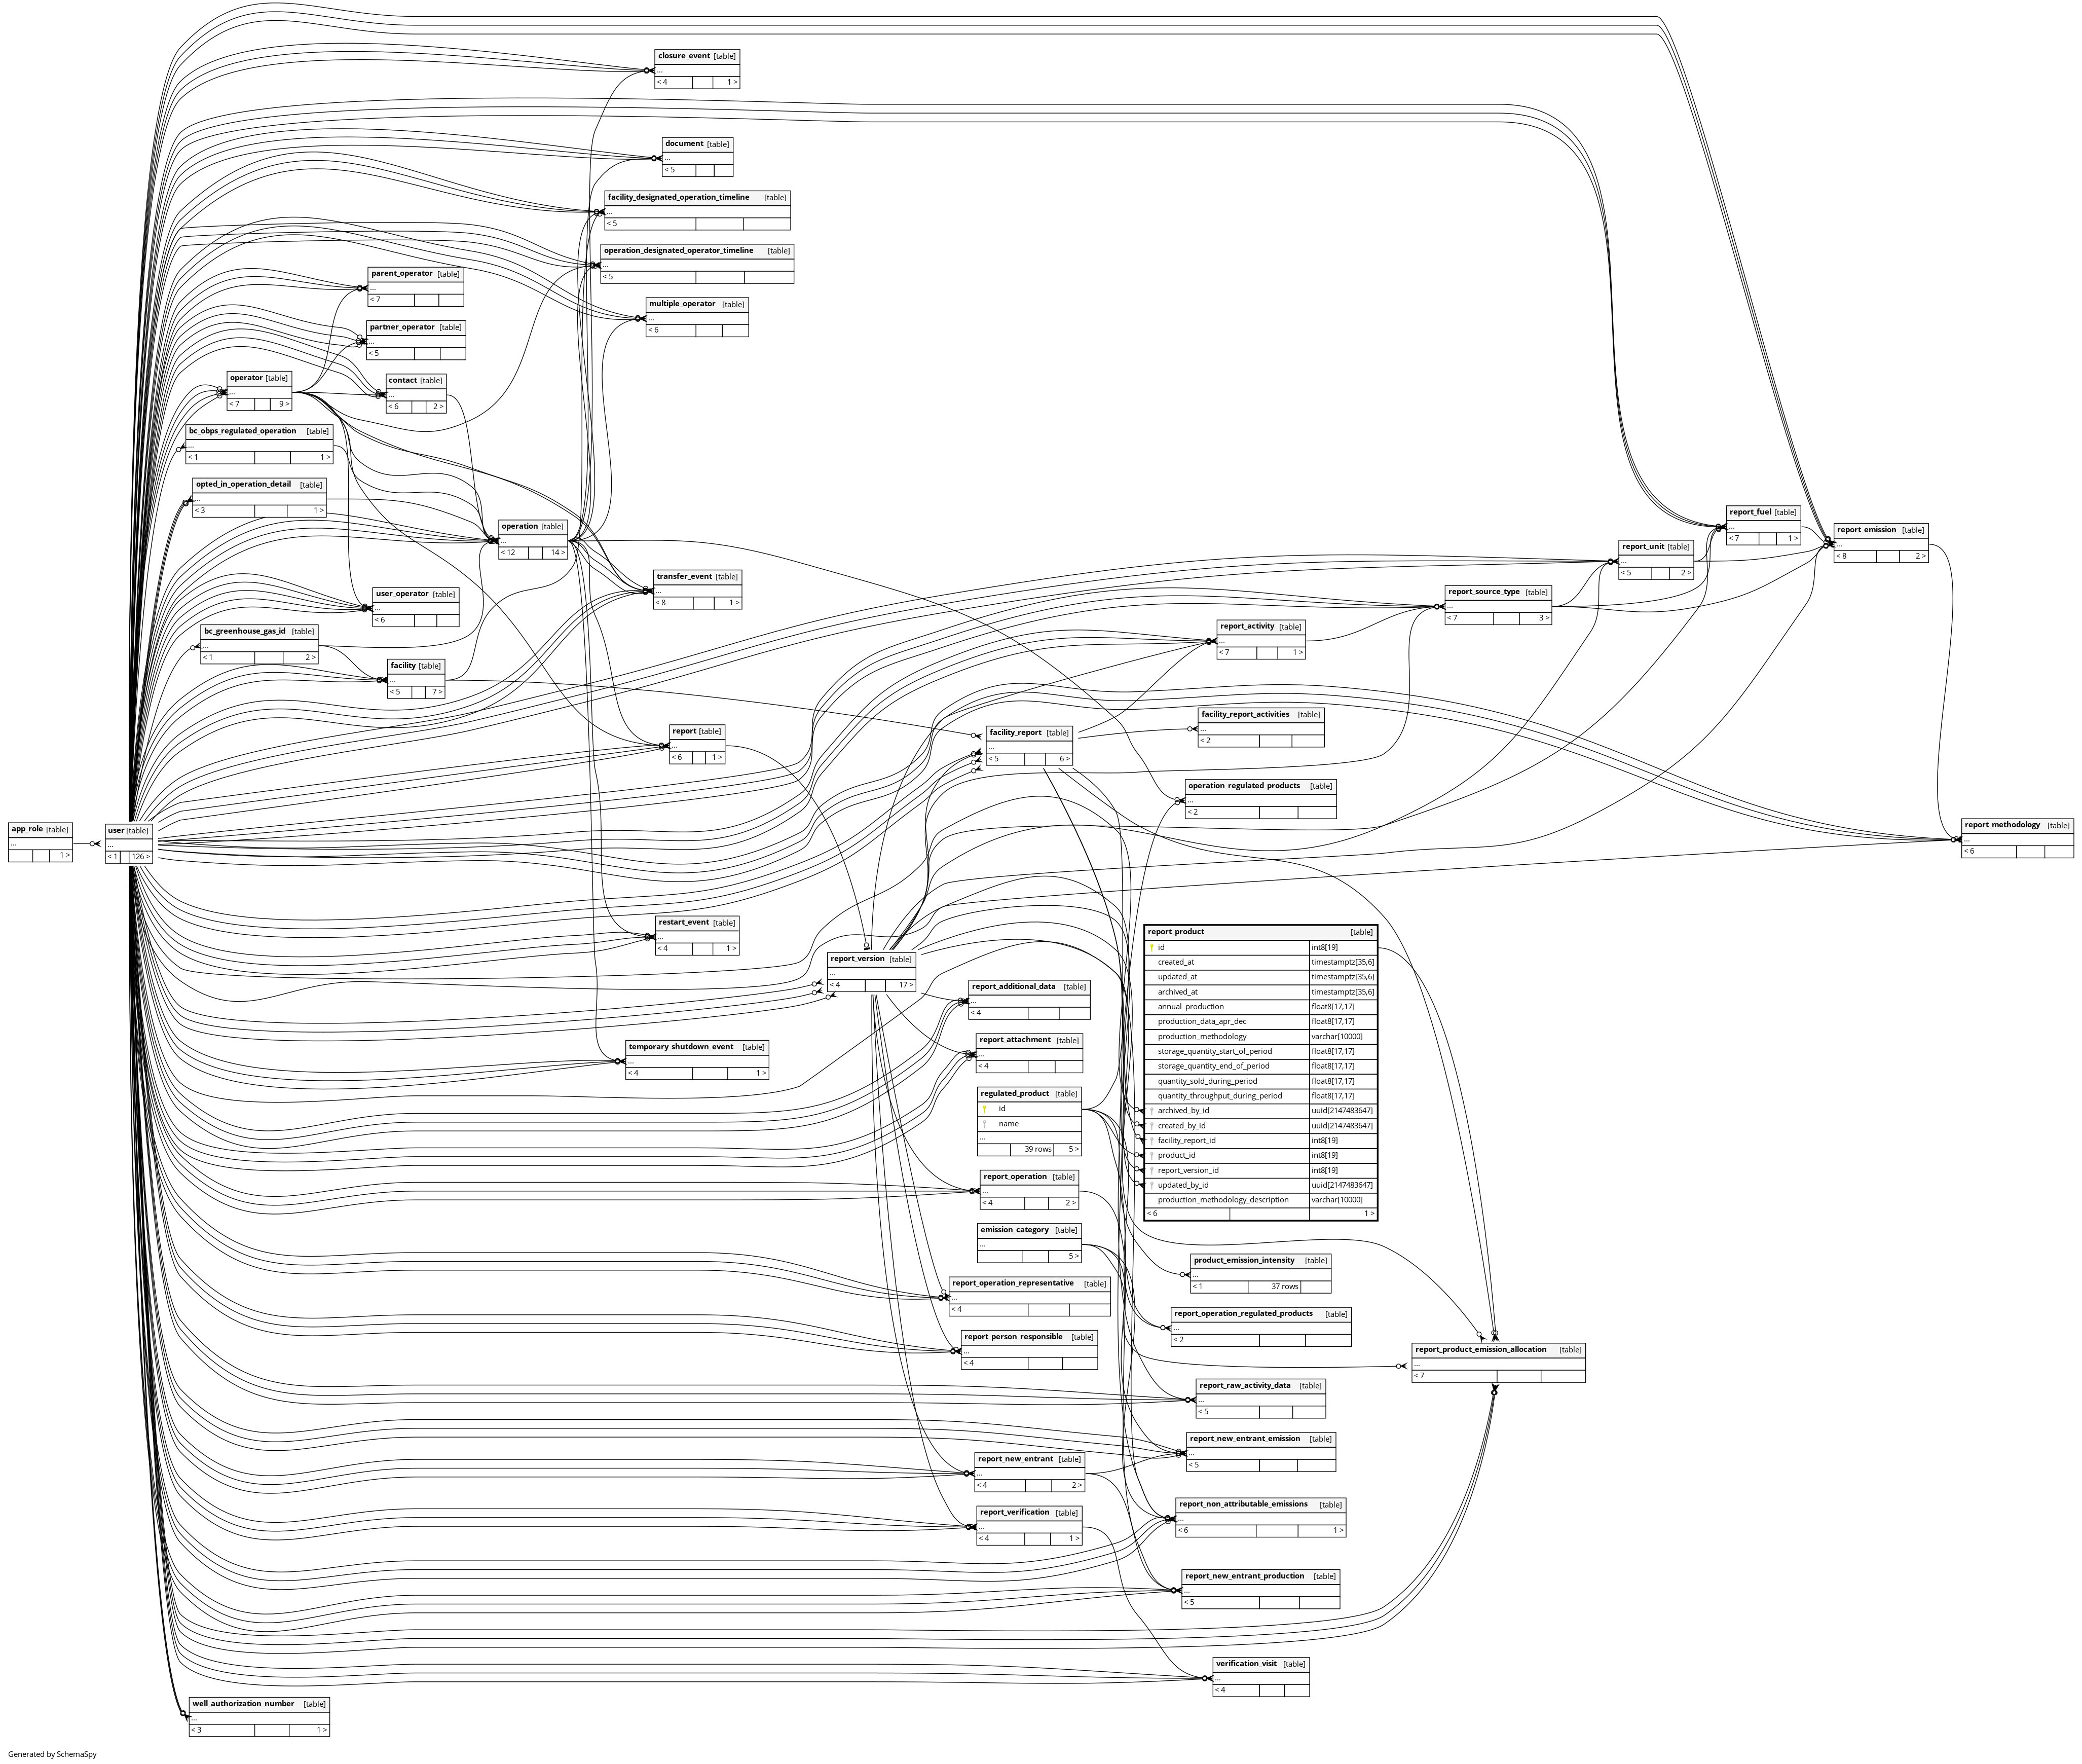 closure_event [table]
...
< 4 1 >
document [table]
...
< 5
facility_designated_operation_timeline [table]
...
< 5
operation_designated_operator_timeline [table]
...
< 5
parent_operator [table]
...
< 7
multiple_operator [table]
...
< 6
partner_operator [table]
...
< 5
operator [table]
...
< 7 9 >
contact [table]
...
< 6 2 >
bc_obps_regulated_operation [table]
...
< 1 1 >
opted_in_operation_detail [table]
...
< 3 1 >
operation [table]
...
< 12 14 >
report_fuel [table]
...
< 7 1 >
report_emission [table]
...
< 8 2 >
report_unit [table]
...
< 5 2 >
transfer_event [table]
...
< 8 1 >
user_operator [table]
...
< 6
report_source_type [table]
...
< 7 3 >
bc_greenhouse_gas_id [table]
...
< 1 2 >
report_activity [table]
...
< 7 1 >
facility [table]
...
< 5 7 >
facility_report_activities [table]
...
< 2
report [table]
...
< 6 1 >
facility_report [table]
...
< 5 6 >
operation_regulated_products [table]
...
< 2
app_role [table]
...
1 >
user [table]
...
< 1 126 >
report_methodology [table]
...
< 6
restart_event [table]
...
< 4 1 >
report_version [table]
...
< 4 17 >
report_product [table]
id int8[19]
created_at timestamptz[35,6]
updated_at timestamptz[35,6]
archived_at timestamptz[35,6]
annual_production float8[17,17]
production_data_apr_dec float8[17,17]
production_methodology varchar[10000]
storage_quantity_start_of_period float8[17,17]
storage_quantity_end_of_period float8[17,17]
quantity_sold_during_period float8[17,17]
quantity_throughput_during_period float8[17,17]
archived_by_id uuid[2147483647]
created_by_id uuid[2147483647]
facility_report_id int8[19]
product_id int8[19]
report_version_id int8[19]
updated_by_id uuid[2147483647]
production_methodology_description varchar[10000]
< 6 1 >
report_additional_data [table]
...
< 4
report_attachment [table]
...
< 4
temporary_shutdown_event [table]
...
< 4 1 >
regulated_product [table]
id
name
...
39 rows 5 >
report_operation [table]
...
< 4 2 >
emission_category [table]
...
5 >
product_emission_intensity [table]
...
< 1 37 rows
report_operation_representative [table]
...
< 4
report_operation_regulated_products [table]
...
< 2
report_person_responsible [table]
...
< 4
report_product_emission_allocation [table]
...
< 7
report_raw_activity_data [table]
...
< 5
report_new_entrant_emission [table]
...
< 5
report_new_entrant [table]
...
< 4 2 >
report_non_attributable_emissions [table]
...
< 6 1 >
report_verification [table]
...
< 4 1 >
report_new_entrant_production [table]
...
< 5
verification_visit [table]
...
< 4
well_authorization_number [table]
...
< 3 1 >
Generated by SchemaSpy